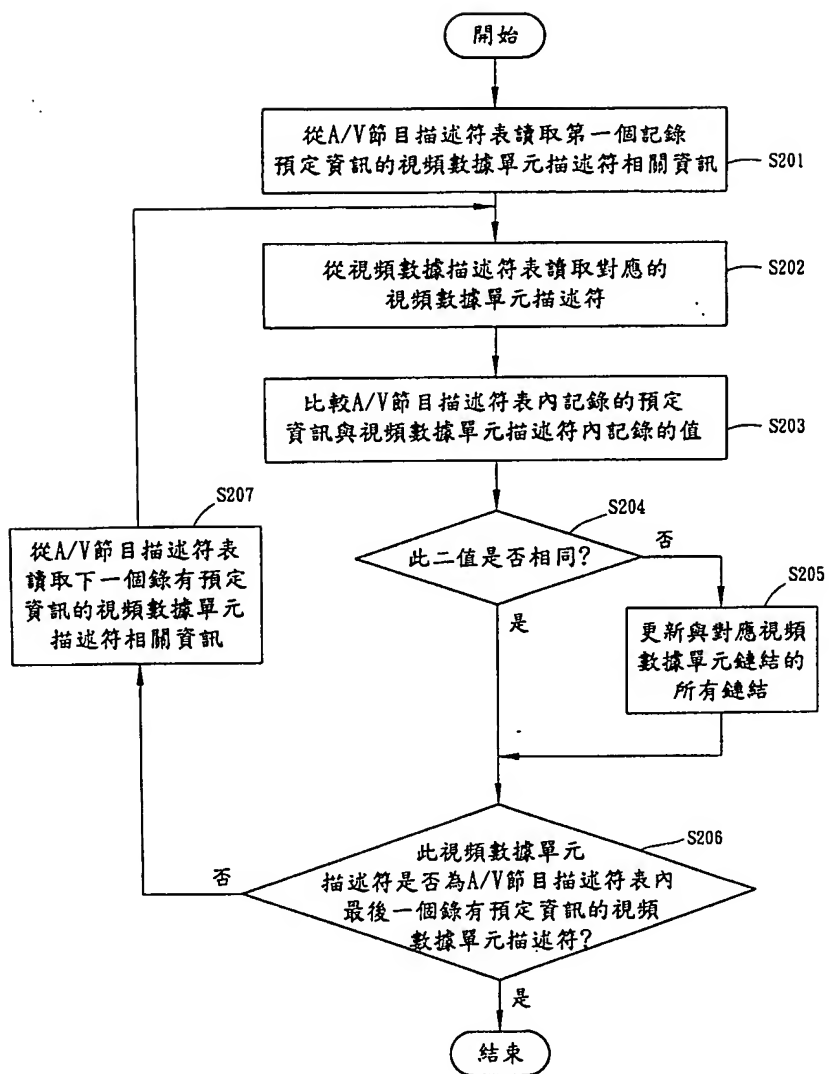 開始
從A/V節目描述符表讀取第一個記錄
預定資訊的視頻數據單元描述符相關資訊
S201
從視頻數據描述符表讀取對應的
視頻數據單元描述符
S202
比較A/V節目描述符表內記錄的預定
資訊與視頻數據單元描述符內記錄的值
S203
S204
此二值是否相同?
否
是
S205
更新與對應視頻
數據單元鏈結的
所有鏈結
S206
此視頻數據單元
描述符是否為A/V節目描述符表內
最後一個錄有預定資訊的視頻
數據單元描述符?
否
是
S207
從A/V節目描述符表
讀取下一個錄有預定
資訊的視頻數據單元
描述符相關資訊
結束